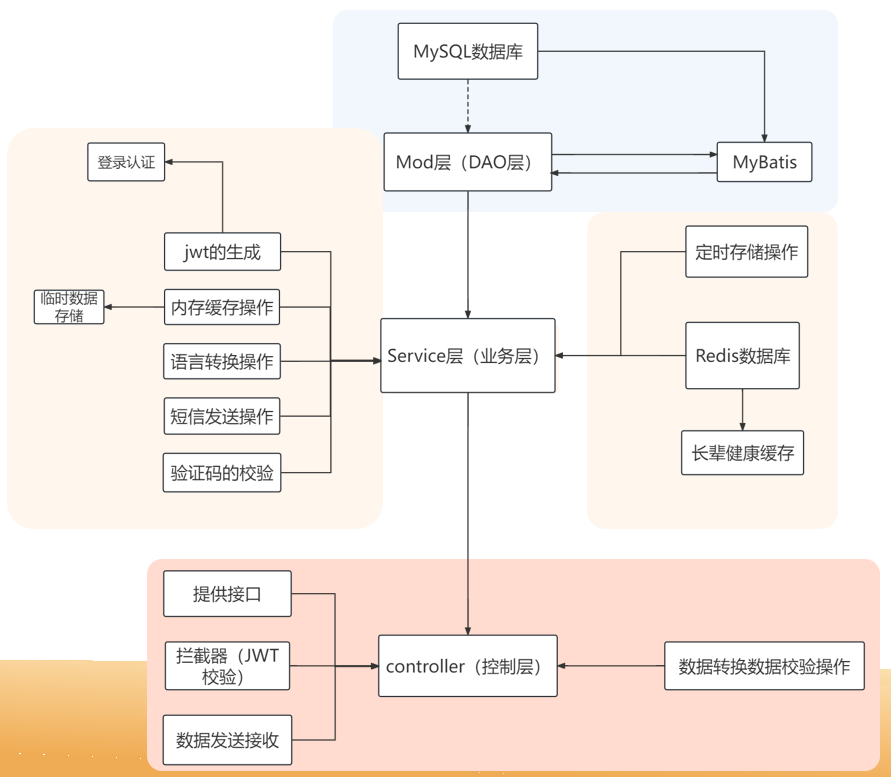 MySQL数据库
Mod层（DAO层）
MyBatis
登录认证
jwt的生成
定时存储操作
临时数据
存储
内存缓存操作
语言转换操作
Service层（业务层）
Redis数据库
短信发送操作
长辈健康缓存
验证码的校验
提供接口
拦截器（JWT
校验）
controller（控制层）
数据转换数据校验操作
数据发送接收